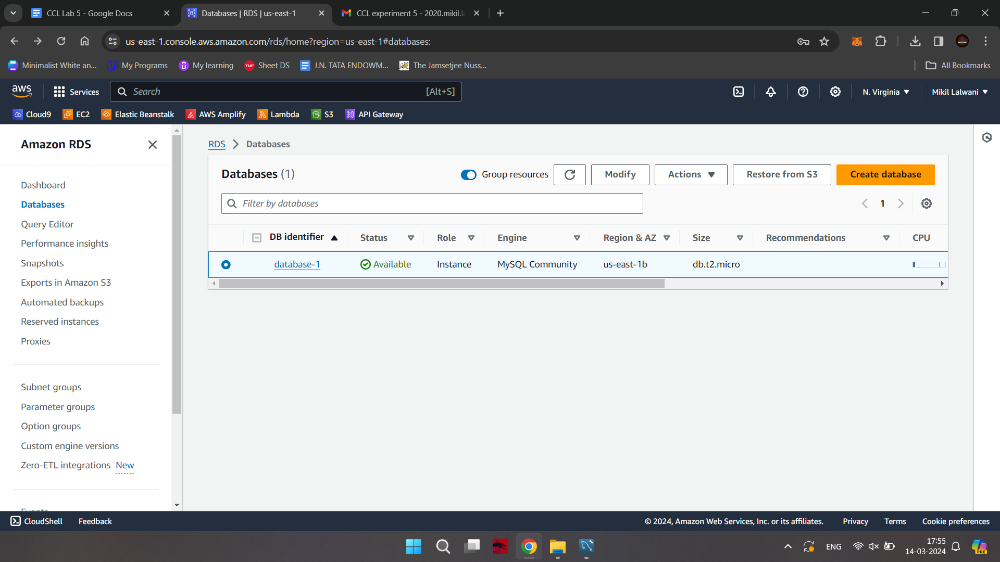 CCL Lab 5 - Google Docs
Databases | RDS | us-east-1
CCL experiment 5 - 2020.mikil.la
us-east-1.console.aws.amazon.com/rds/home?region=us-east-1#databases:
Minimalist White an...
My Programs
My learning
TUF Sheet DS
J.N. TATA ENDOWM...
The Jamsetjee Nuss...
All Bookmarks
aws
Services
Search
[Alt+S]
N. Virginia
Mikil Lalwani
Cloud9
EC2
Elastic Beanstalk
AWS Amplify
Lambda
S3
API Gateway
Amazon RDS
Dashboard
Databases
Query Editor
Performance insights
Snapshots
Exports in Amazon S3
Automated backups
Reserved instances
Proxies
Subnet groups
Parameter groups
Option groups
Custom engine versions
Zero-ETL integrations New
Events
RDS > Databases
Databases (1)
Group resources
Modify
Actions
Restore from S3
Create database
Filter by databases
1
DB identifier Status Role Engine Region & AZ Size Recommendations CPU
database-1 Available Instance MySQL Community us-east-1b db.t2.micro
CloudShell
Feedback
© 2024, Amazon Web Services, Inc. or its affiliates.
Privacy
Terms
Cookie preferences
ENG
17:55
14-03-2024
PRE